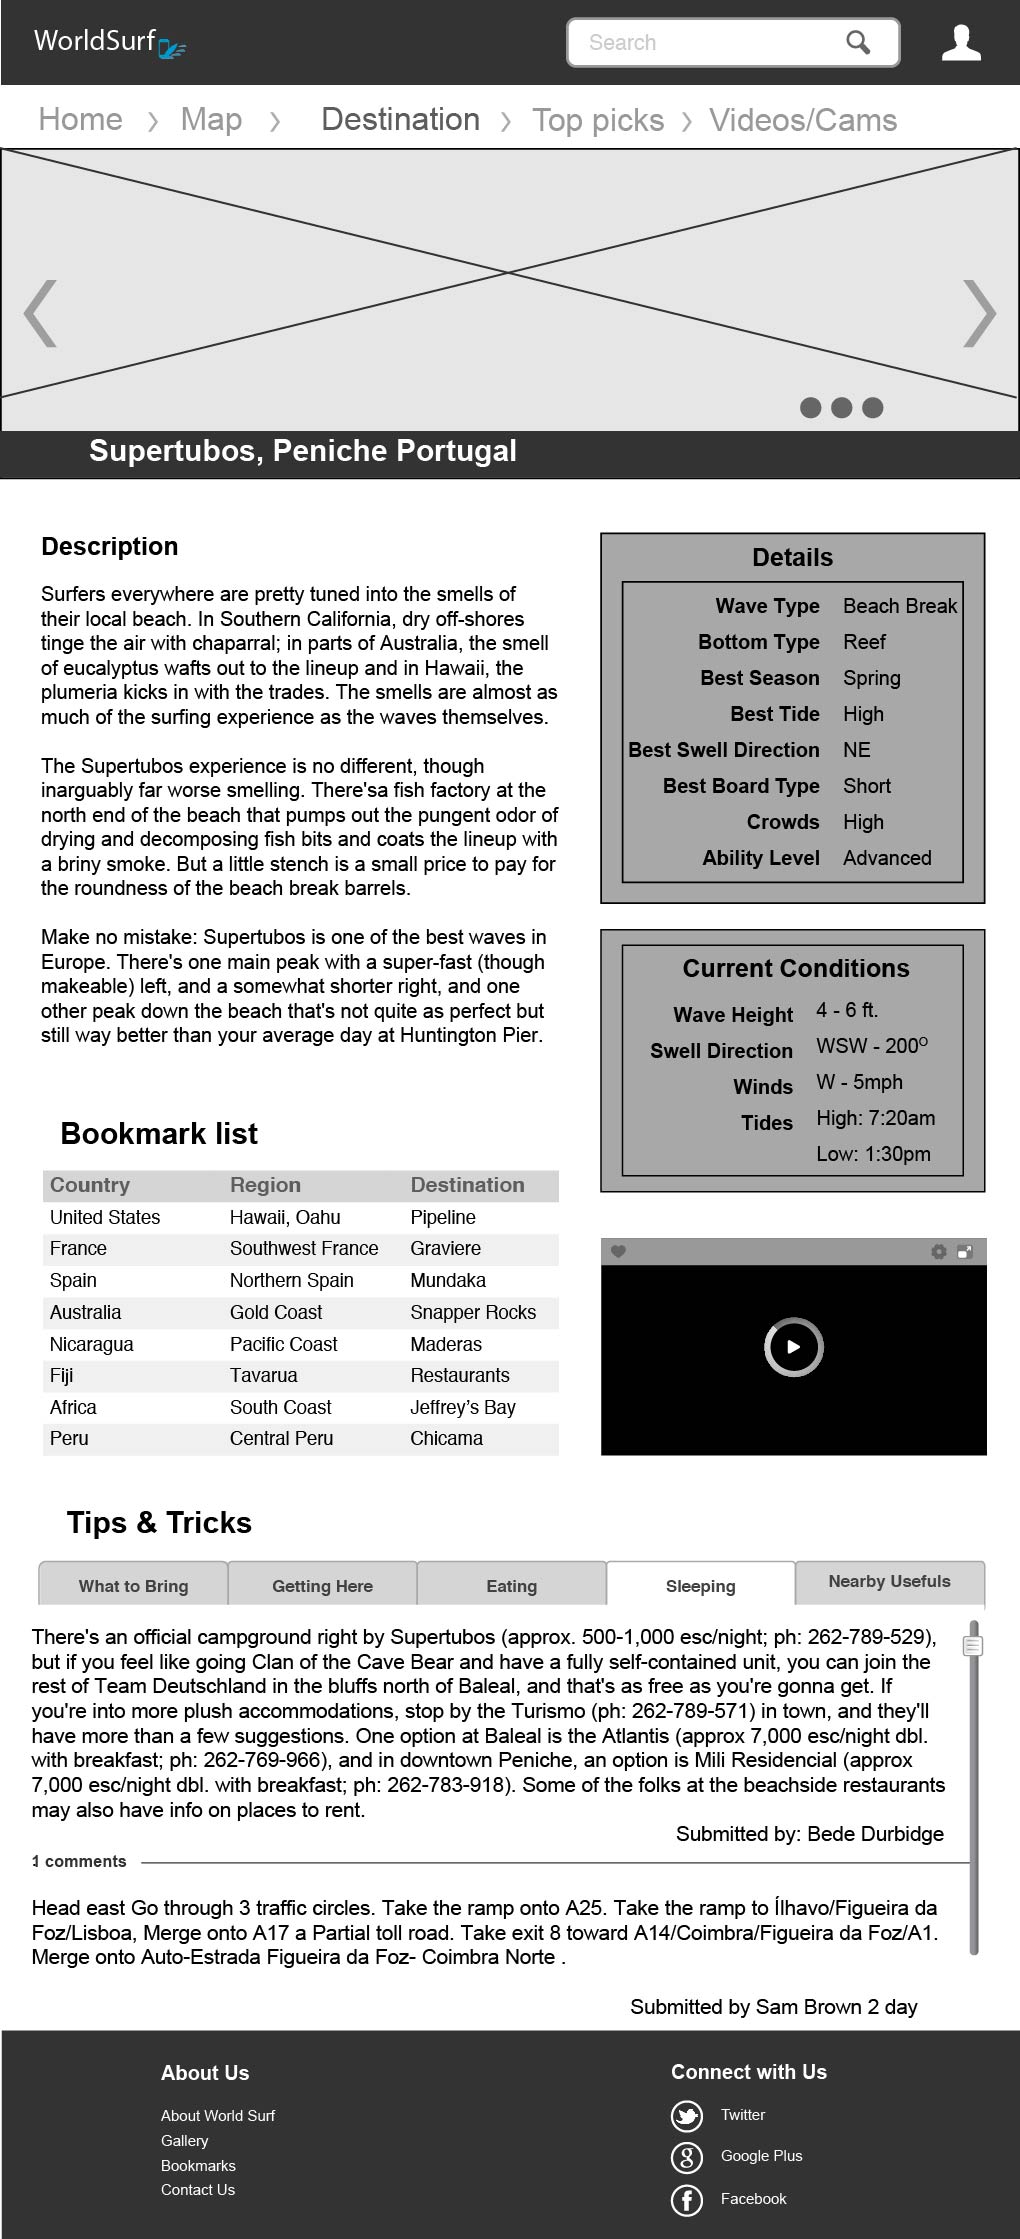 WorldSurf
Search
Home > Map > Destination > Top picks > Videos/Cams
Supertubos, Peniche Portugal
Description
Surfers everywhere are pretty tuned into the smells of
their local beach. In Southern California, dry off-shores
tinge the air with chaparral; in parts of Australia, the smell
of eucalyptus wafts out to the lineup and in Hawaii, the
plumeria kicks in with the trades. The smells are almost as
much of the surfing experience as the waves themselves.
The Supertubos experience is no different, though
inarguably far worse smelling. There'sa fish factory at the
north end of the beach that pumps out the pungent odor of
drying and decomposing fish bits and coats the lineup with
a briny smoke. But a little stench is a small price to pay for
the roundness of the beach break barrels.
Make no mistake: Supertubos is one of the best waves in
Europe. There's one main peak with a super-fast (though
makeable) left, and a somewhat shorter right, and one
other peak down the beach that's not quite as perfect but
still way better than your average day at Huntington Pier.
Details
Wave Type Beach Break
Bottom Type Reef
Best Season Spring
Best Tide High
Best Swell Direction NE
Best Board Type Short
Crowds High
Ability Level Advanced
Current Conditions
Wave Height 4 - 6 ft.
Swell Direction WSW - 200º
Winds W - 5mph
Tides High: 7:20am
Low: 1:30pm
Bookmark list
Country Region Destination
United States Hawaii, Oahu Pipeline
France Southwest France Graviere
Spain Northern Spain Mundaka
Australia Gold Coast Snapper Rocks
Nicaragua Pacific Coast Maderas
Fiji Tavarua Restaurants
Africa South Coast Jeffrey’s Bay
Peru Central Peru Chicama
Tips & Tricks
What to Bring Getting Here Eating Sleeping Nearby Usefuls
There's an official campground right by Supertubos (approx. 500-1,000 esc/night; ph: 262-789-529),
but if you feel like going Clan of the Cave Bear and have a fully self-contained unit, you can join the
rest of Team Deutschland in the bluffs north of Baleal, and that's as free as you're gonna get. If
you're into more plush accommodations, stop by the Turismo (ph: 262-789-571) in town, and they'll
have more than a few suggestions. One option at Baleal is the Atlantis (approx 7,000 esc/night dbl.
with breakfast; ph: 262-769-966), and in downtown Peniche, an option is Mili Residencial (approx
7,000 esc/night dbl. with breakfast; ph: 262-783-918). Some of the folks at the beachside restaurants
may also have info on places to rent.
Submitted by: Bede Durbidge
1 comments
Head east Go through 3 traffic circles. Take the ramp onto A25. Take the ramp to Ílhavo/Figueira da
Foz/Lisboa, Merge onto A17 a Partial toll road. Take exit 8 toward A14/Coimbra/Figueira da Foz/A1.
Merge onto Auto-Estrada Figueira da Foz- Coimbra Norte .
Submitted by Sam Brown 2 day
About Us
About World Surf
Gallery
Bookmarks
Contact Us
Connect with Us
Twitter
Google Plus
Facebook